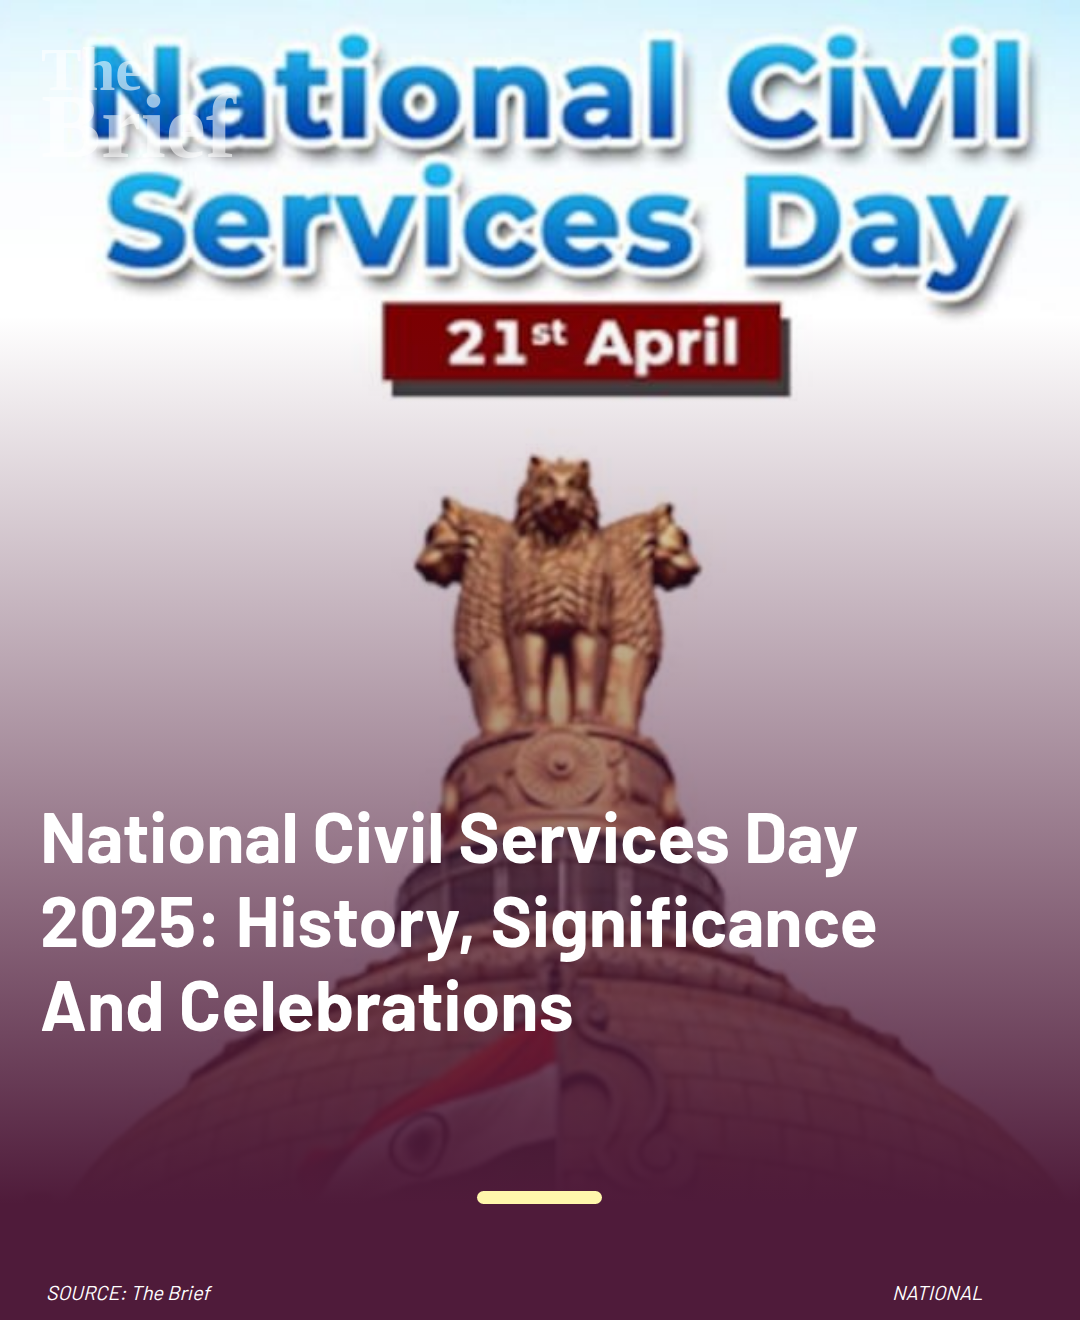 The
Brief
National Civil
Services Day
21st April
National Civil Services Day
2025: History, Significance
And Celebrations
SOURCE: The Brief
NATIONAL